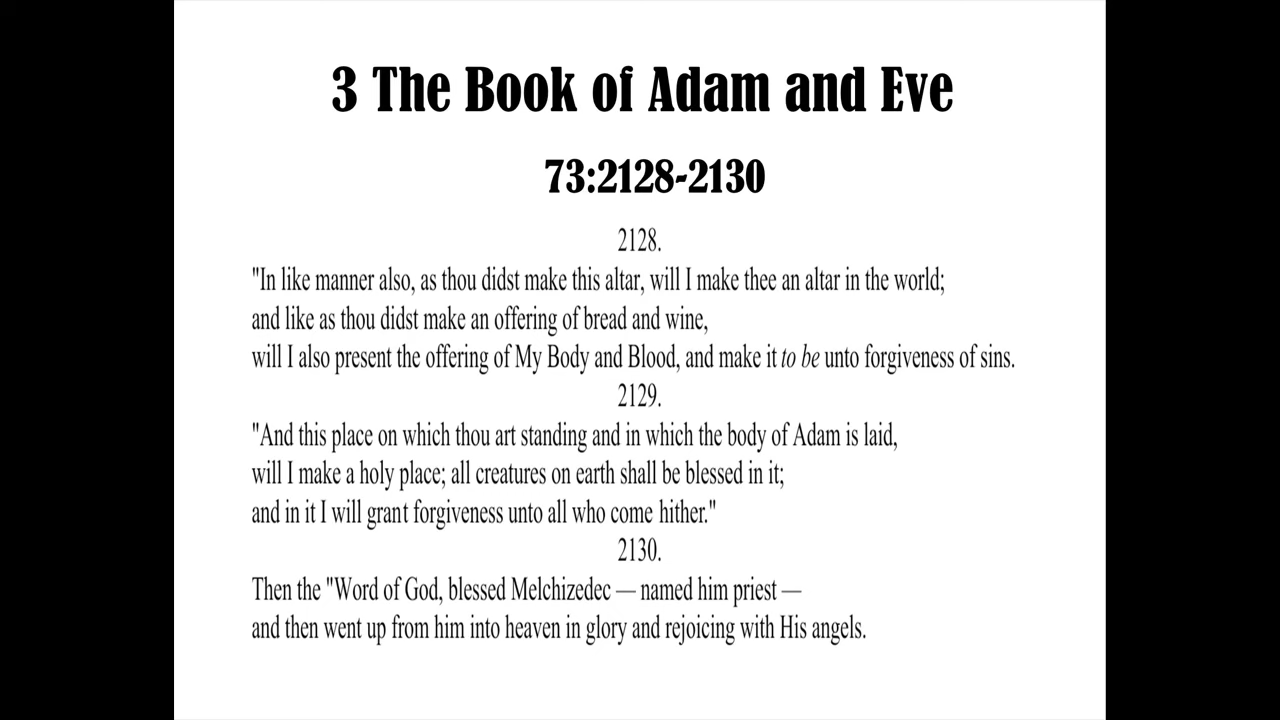 3 The Book of Adam and Eve
73:2128-2130
2128.
"In like manner also, as thou didst make this altar, will I make thee an altar in the world;
and like as thou didst make an offering of bread and wine,
will I also present the offering of My Body and Blood, and make it to be unto forgiveness of sins.
2129.
"And this place on which thou art standing and in which the body of Adam is laid,
will I make a holy place; all creatures on earth shall be blessed in it;
and in it I will grant forgiveness unto all who come hither."
2130.
Then the "Word of God, blessed Melchizedec — named him priest —
and then went up from him into heaven in glory and rejoicing with His angels.